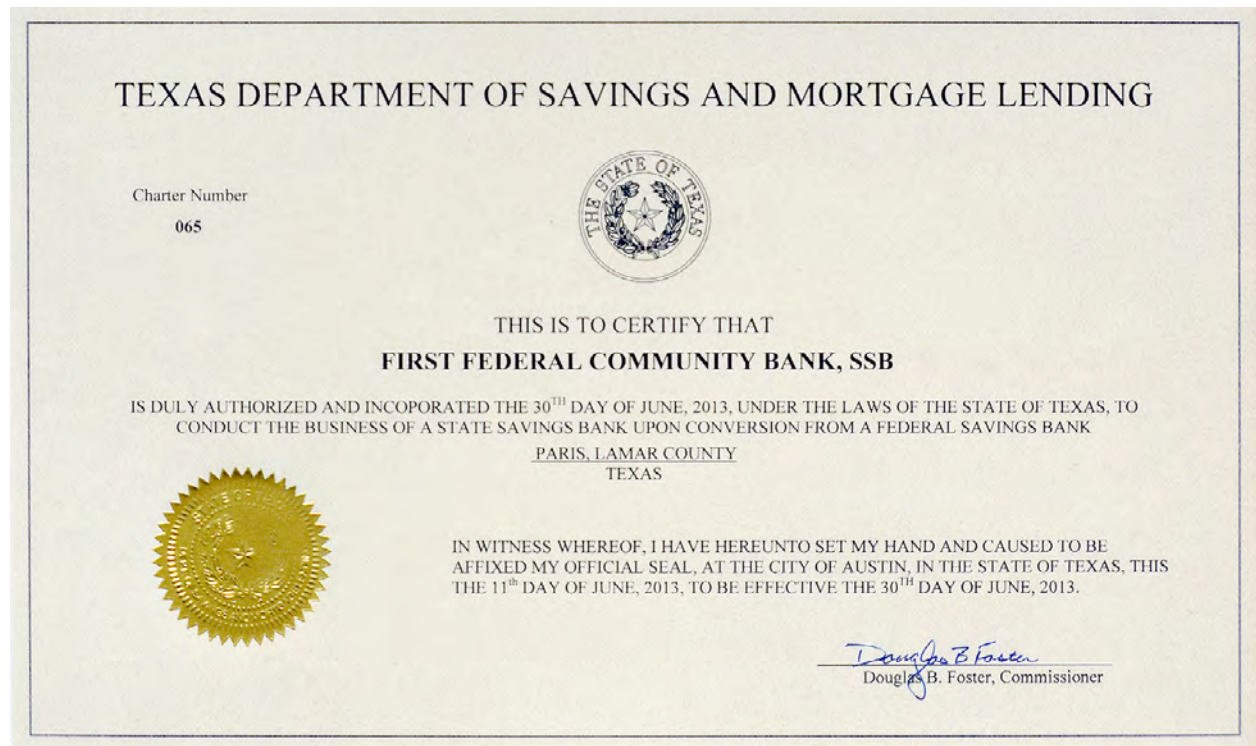 TEXAS DEPARTMENT OF SAVINGS AND MORTGAGE LENDING
Charter Number
065
THE STATE OF TEXAS
THIS IS TO CERTIFY THAT
FIRST FEDERAL COMMUNITY BANK, SSB
IS DULY AUTHORIZED AND INCOPORATED THE 30TH DAY OF JUNE, 2013, UNDER THE LAWS OF THE STATE OF TEXAS, TO
CONDUCT THE BUSINESS OF A STATE SAVINGS BANK UPON CONVERSION FROM A FEDERAL SAVINGS BANK
PARIS, LAMAR COUNTY
TEXAS
IN WITNESS WHEREOF, I HAVE HEREUNTO SET MY HAND AND CAUSED TO BE
AFFIXED MY OFFICIAL SEAL, AT THE CITY OF AUSTIN, IN THE STATE OF TEXAS, THIS
THE 11th DAY OF JUNE, 2013, TO BE EFFECTIVE THE 30TH DAY OF JUNE, 2013.
Douglas B Foster
Douglas B. Foster, Commissioner